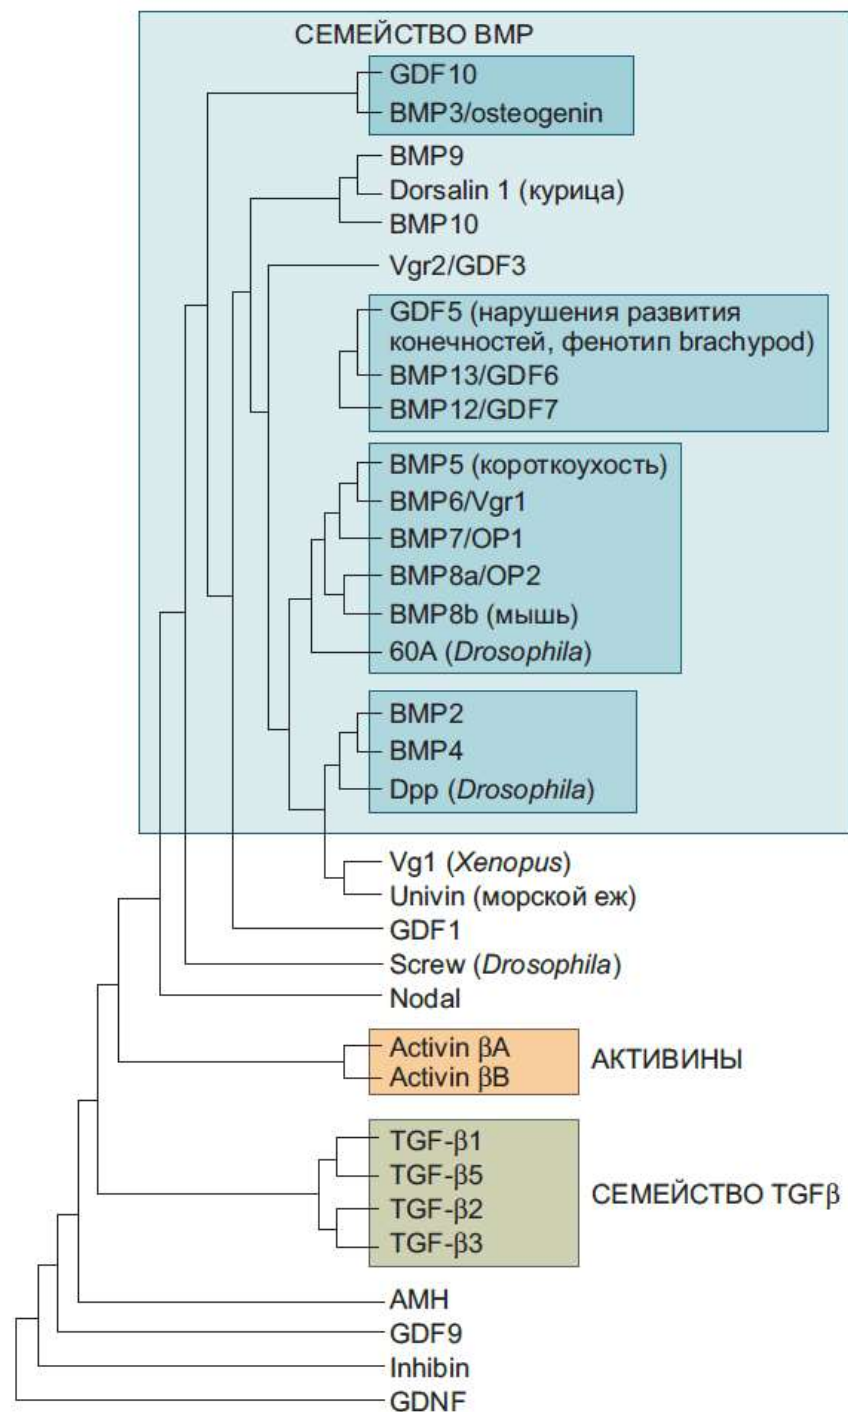 СЕМЕЙСТВО BMP
GDF10
BMP3/osteogenin
BMP9
Dorsalin 1 (курица)
BMP10
Vgr2/GDF3
GDF5 (нарушения развития
конечностей, фенотип brachypod)
BMP13/GDF6
BMP12/GDF7
BMP5 (короткоухость)
BMP6/Vgr1
BMP7/OP1
BMP8a/OP2
BMP8b (мышь)
60A (Drosophila)
BMP2
BMP4
Dpp (Drosophila)
Vg1 (Xenopus)
Univin (морской еж)
GDF1
Screw (Drosophila)
Nodal
Activin βA
Activin βB
АКТИВИНЫ
TGF-β1
TGF-β5
TGF-β2
TGF-β3
СЕМЕЙСТВО TGFβ
AMH
GDF9
Inhibin
GDNF